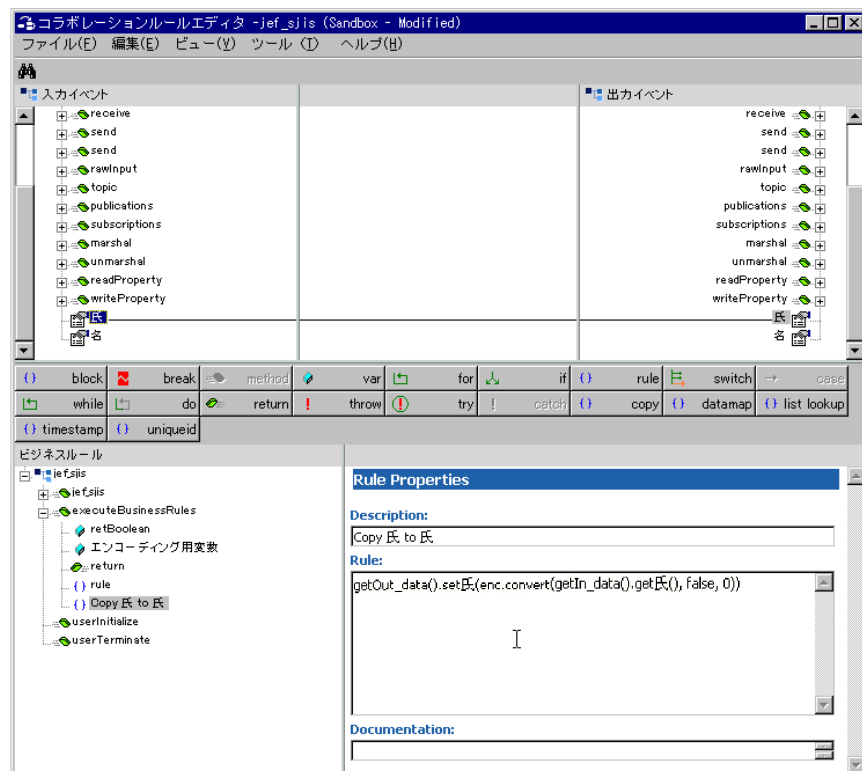 コラボレーションルールエディタ -jef_sjis (Sandbox - Modified)
ファイル(F) 編集(E) ビュー(V) ツール (T) ヘルプ(H)
入力イベント
出力イベント
receive
send
send
rawInput
topic
publications
subscriptions
marshal
unmarshal
readProperty
writeProperty
氏
名
receive
send
send
rawInput
topic
publications
subscriptions
marshal
unmarshal
readProperty
writeProperty
氏
名
{} block break method var for if {} rule switch case
while do return throw try catch {} copy {} datamap {} list lookup
{} timestamp {} uniqueid
ビジネスルール
jef_sjis
jef_sjis
executeBusinessRules
retBoolean
エンコーディング用変数
return
{} rule
{} Copy 氏 to 氏
userInitialize
userTerminate
Rule Properties
Description:
Copy 氏 to 氏
Rule:
getOut_data().set氏(enc.convert(getIn_data().get氏(), false, 0))
Documentation: